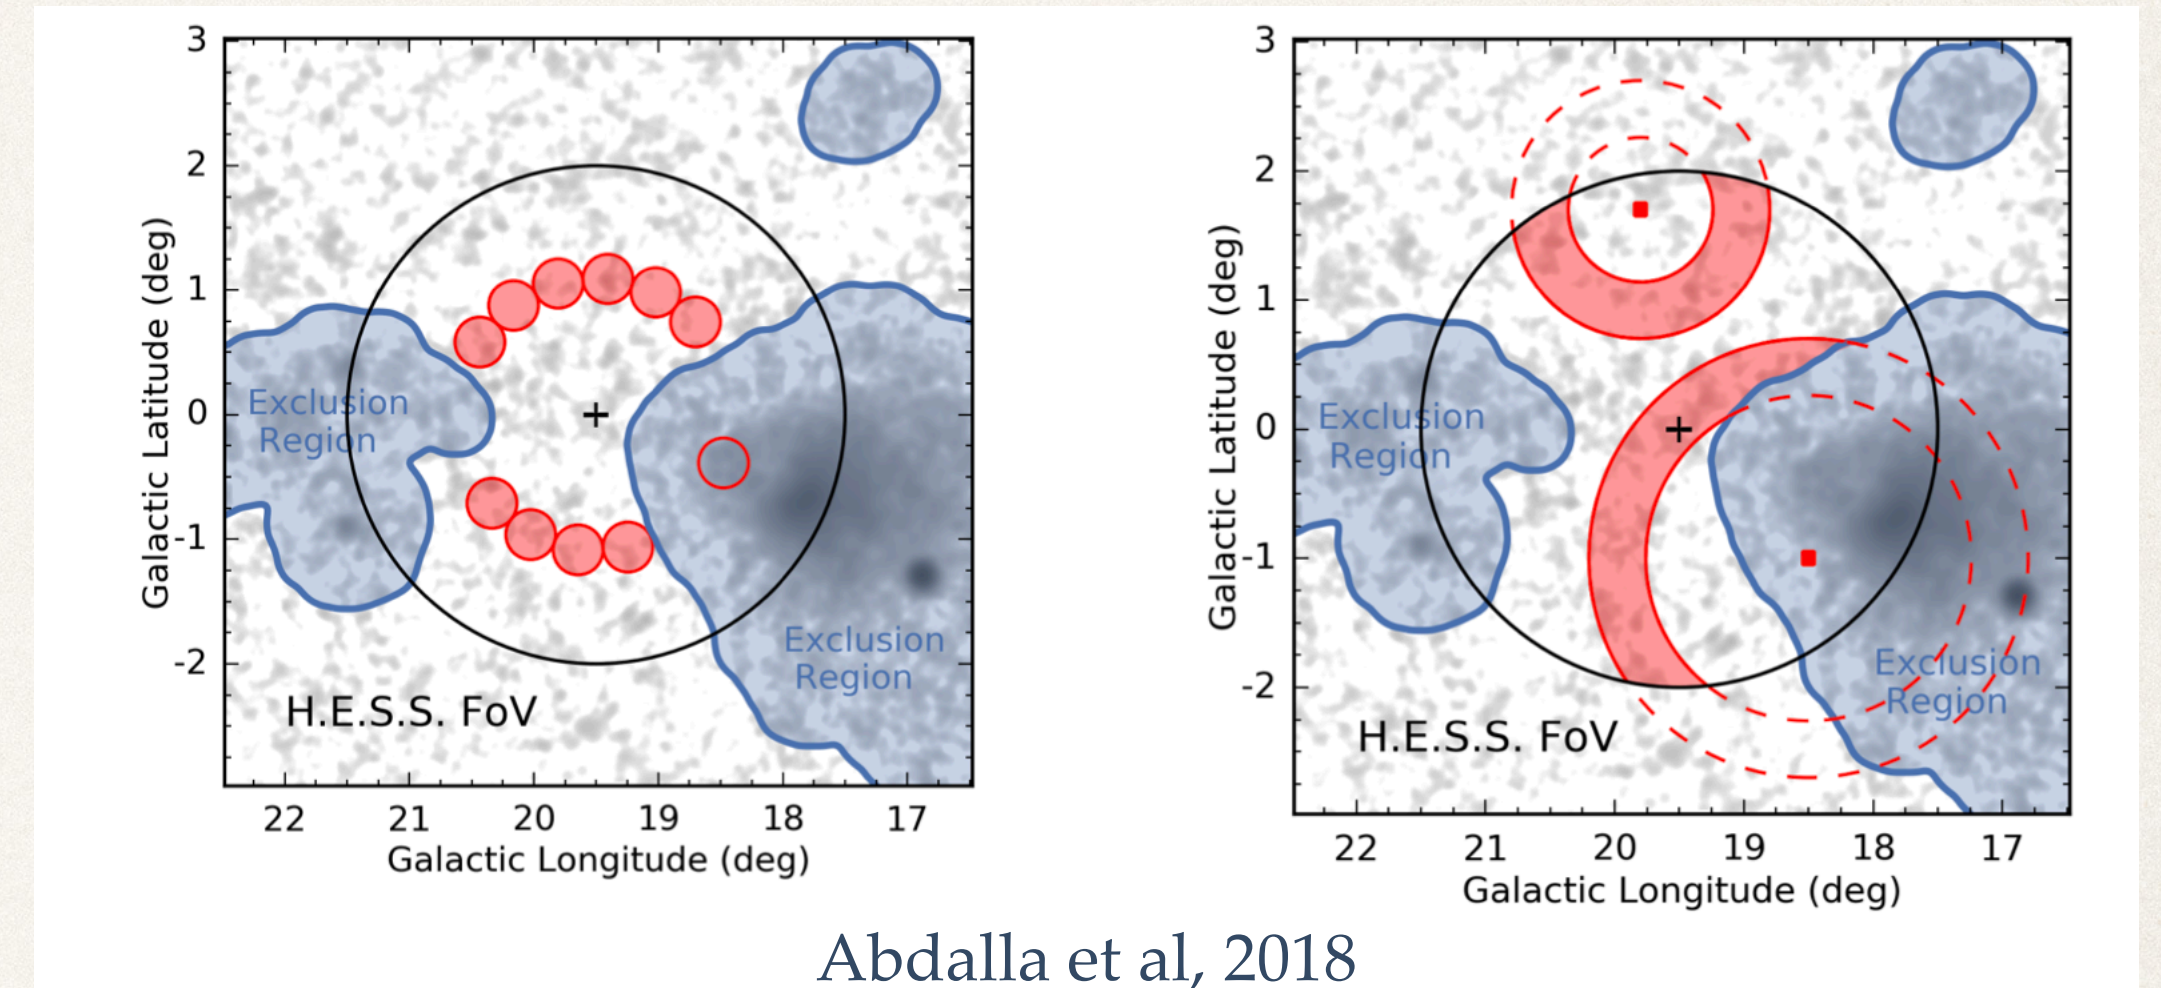 3
2
1
0
-1
-2
Galactic Latitude (deg)
Exclusion
Region
Exclusion
Region
H.E.S.S. FoV
22 21 20 19 18 17
Galactic Longitude (deg)
3
2
1
0
-1
-2
Galactic Latitude (deg)
Exclusion
Region
Exclusion
Region
H.E.S.S. FoV
22 21 20 19 18 17
Galactic Longitude (deg)
Abdalla et al, 2018